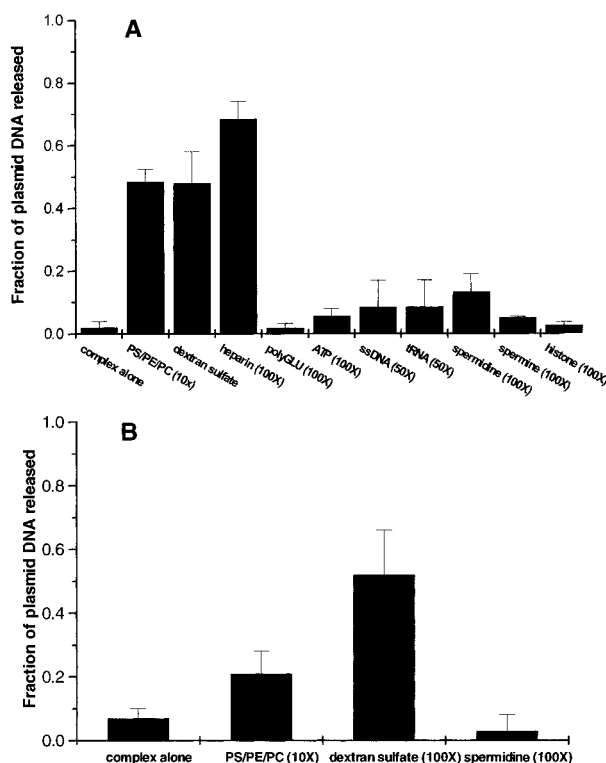 A
Fraction of plasmid DNA released
1.0
0.8
0.6
0.4
0.2
0.0
complex alone
PS/PE/PC (10x)
dextran sulfate
heparin (100X)
polyGLU (100X)
ATP (100X)
ssDNA (50X)
tRNA (50X)
spermidine (100X)
spermine (100X)
histone (100X)
B
Fraction of plasmid DNA released
1.0
0.8
0.6
0.4
0.2
0.0
complex alone PS/PE/PC (10X) dextran sulfate (100X) spermidine (100X)